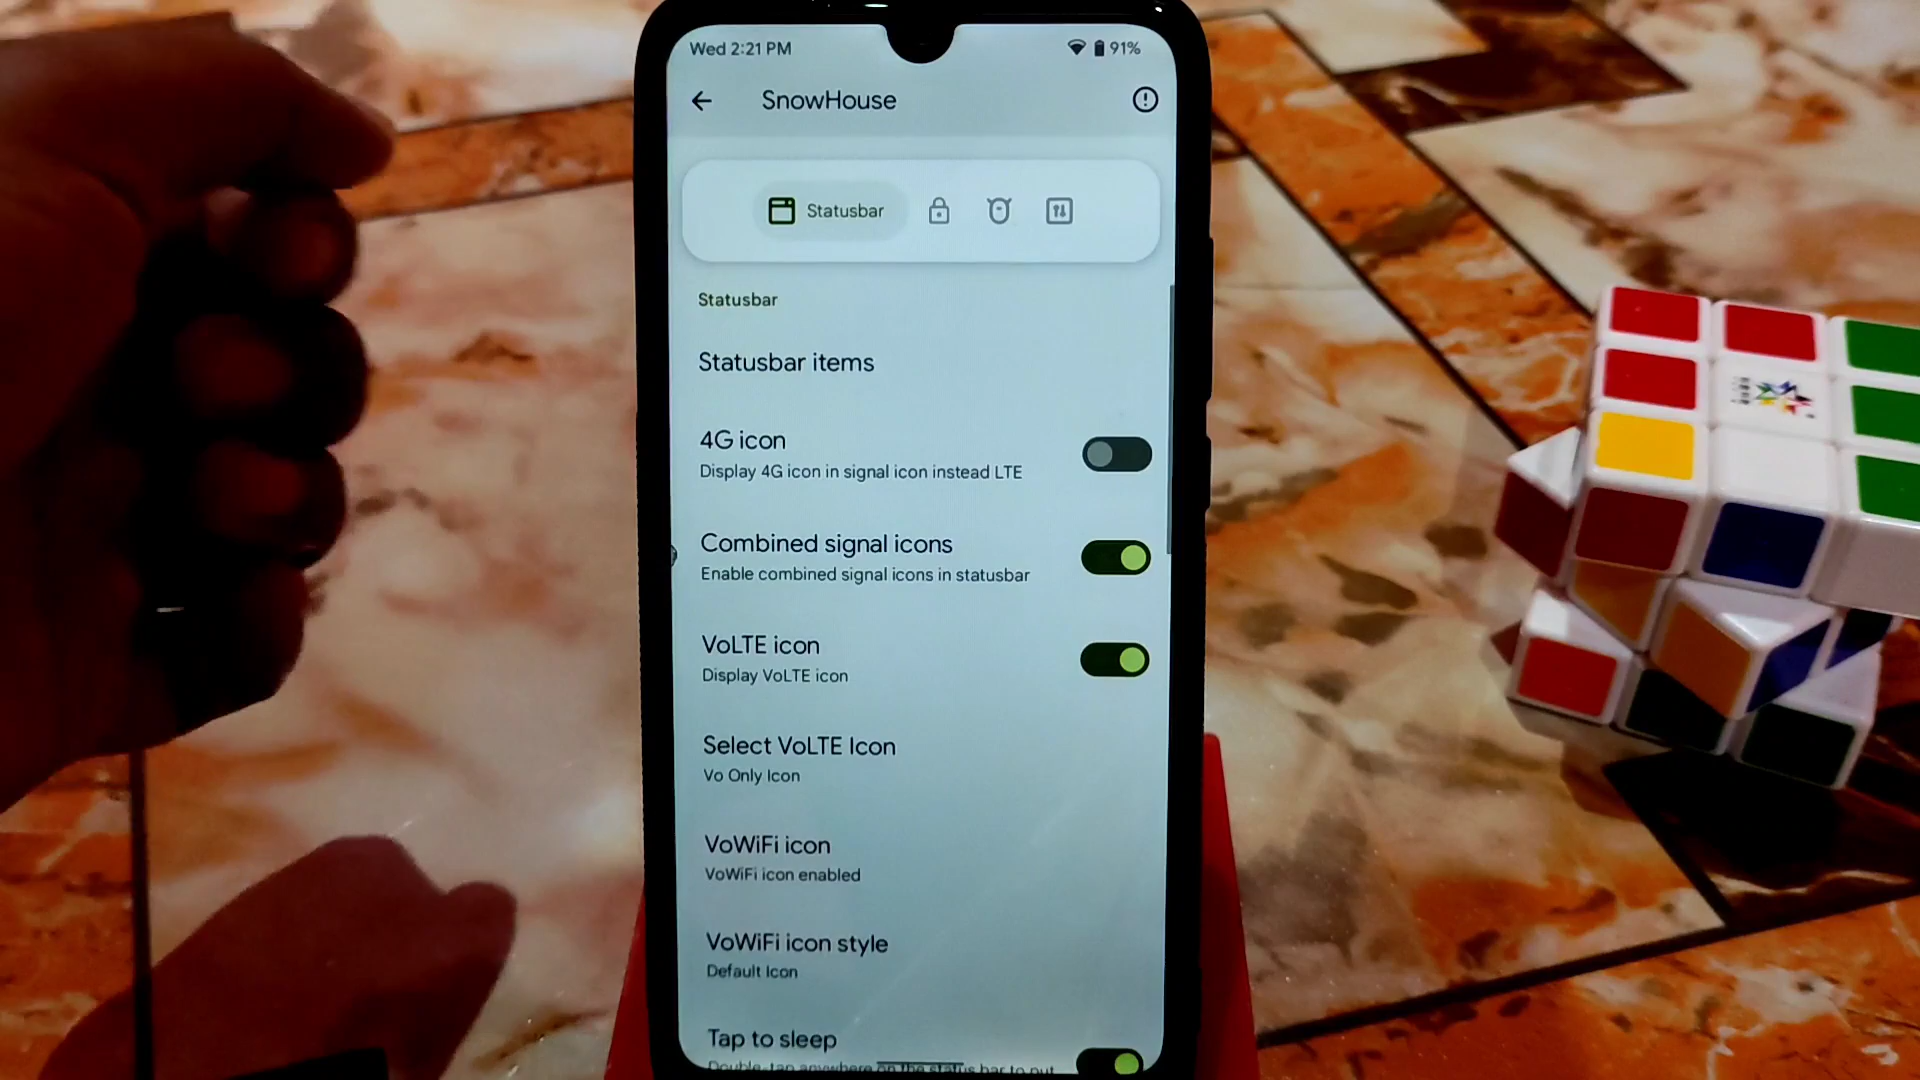 Wed 2:21 PM
91%
SnowHouse
Statusbar
Statusbar
Statusbar items
4G icon
Display 4G icon in signal icon instead LTE
Combined signal icons
Enable combined signal icons in statusbar
VoLTE icon
Display VoLTE icon
Select VoLTE Icon
Vo Only Icon
VoWiFi icon
VoWiFi icon enabled
VoWiFi icon style
Default Icon
Tap to sleep
Double-tap anywhere on the status bar to put